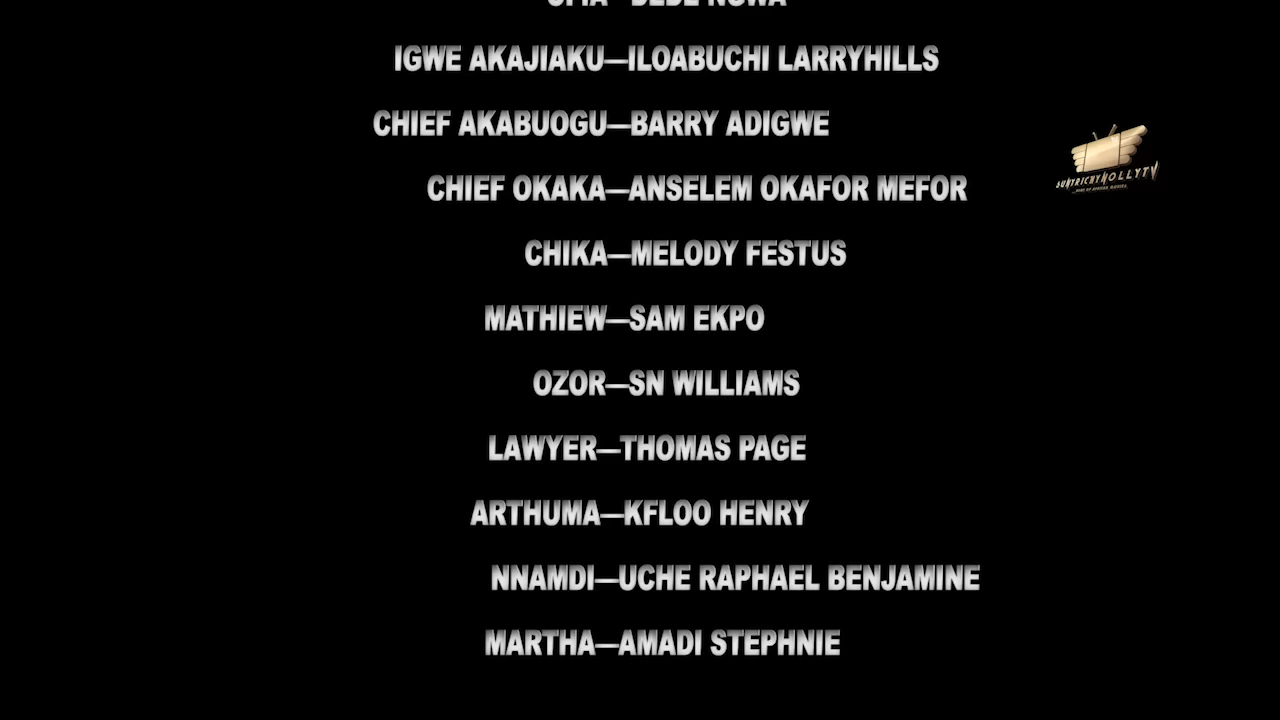 IGWE AKAJIAKU—ILOABUCHI LARRYHILLS
CHIEF AKABUOGU—BARRY ADIGWE
CHIEF OKAKA—ANSELEM OKAFOR MEFOR
CHIKA—MELODY FESTUS
MATHIEW—SAM EKPO
OZOR—SN WILLIAMS
LAWYER—THOMAS PAGE
ARTHUMA—KFLOO HENRY
NNAMDI—UCHE RAPHAEL BENJAMINE
MARTHA—AMADI STEPHNIE